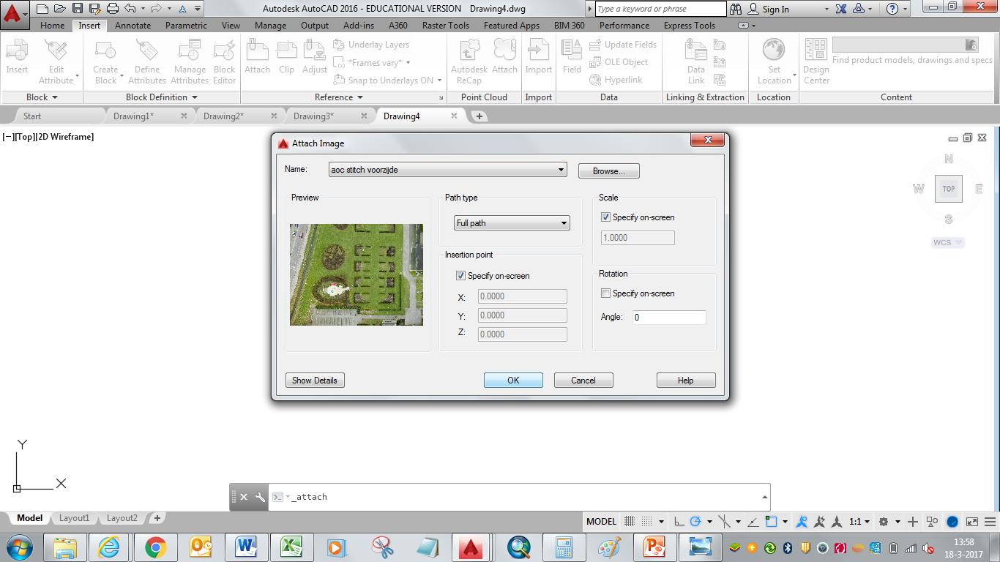 Autodesk AutoCAD 2016 - EDUCATIONAL VERSION Drawing4.dwg
Type a keyword or phrase
Sign In
Home Insert Annotate Parametric View Manage Output Add-ins A360 Raster Tools Featured Apps BIM 360 Performance Express Tools
Insert
Edit Attribute
Create Block
Define Attributes
Manage Attributes
Block Editor
Attach
Clip
Adjust
Underlay Layers
*Frames vary*
Snap to Underlays ON
Autodesk ReCap
Attach
Import
Field
Update Fields
OLE Object
Hyperlink
Data Link
Set Location
Design Center
Find product models, drawings and specs
Block Block Definition Reference Point Cloud Import Data Linking & Extraction Location Content
Start Drawing1* Drawing2* Drawing3* Drawing4
[−][Top][2D Wireframe]
Attach Image
Name: aoc stitch voorzijde Browse...
Preview
Path type
Full path
Insertion point
Specify on-screen
X: 0.0000
Y: 0.0000
Z: 0.0000
Scale
Specify on-screen
1.0000
Rotation
Specify on-screen
Angle: 0
Show Details OK Cancel Help
N
W TOP E
S
WCS
Y
X
_attach
Model Layout1 Layout2
MODEL 1:1
13:58
18-3-2017